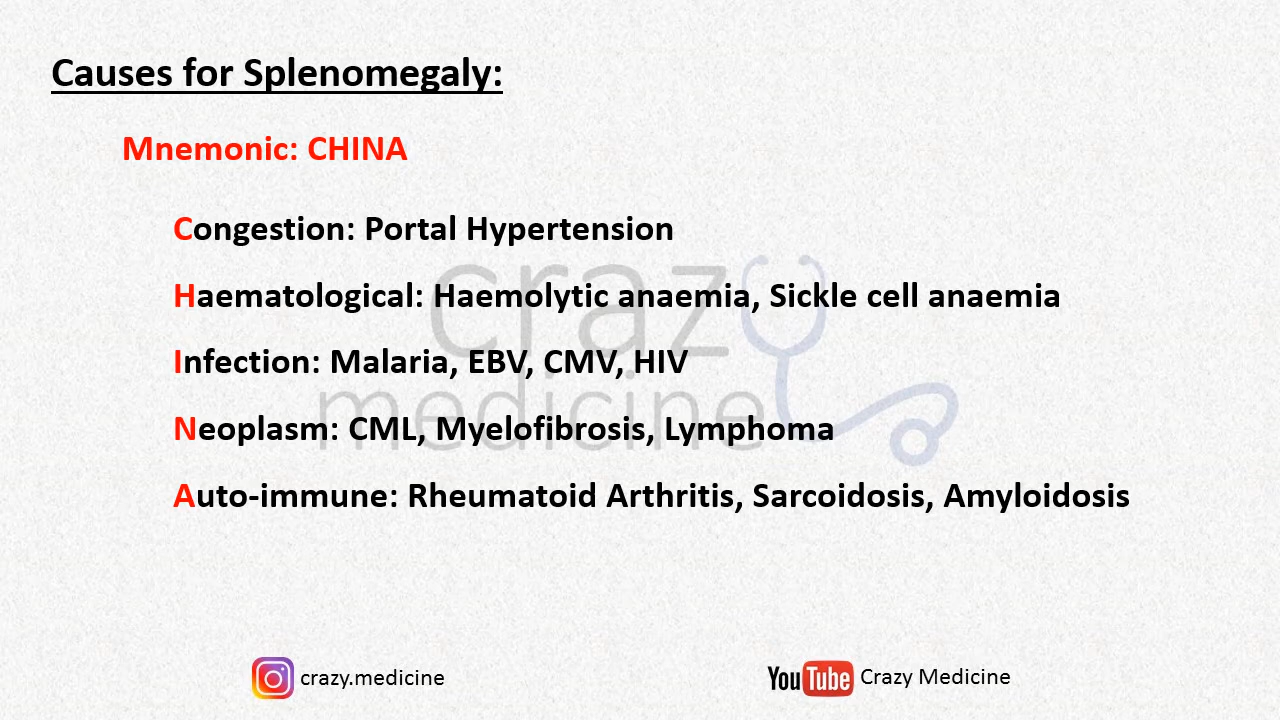 Causes for Splenomegaly:
Mnemonic: CHINA
Congestion: Portal Hypertension
Haematological: Haemolytic anaemia, Sickle cell anaemia
Infection: Malaria, EBV, CMV, HIV
Neoplasm: CML, Myelofibrosis, Lymphoma
Auto-immune: Rheumatoid Arthritis, Sarcoidosis, Amyloidosis
crazy
medicine
crazy.medicine
YouTube Crazy Medicine